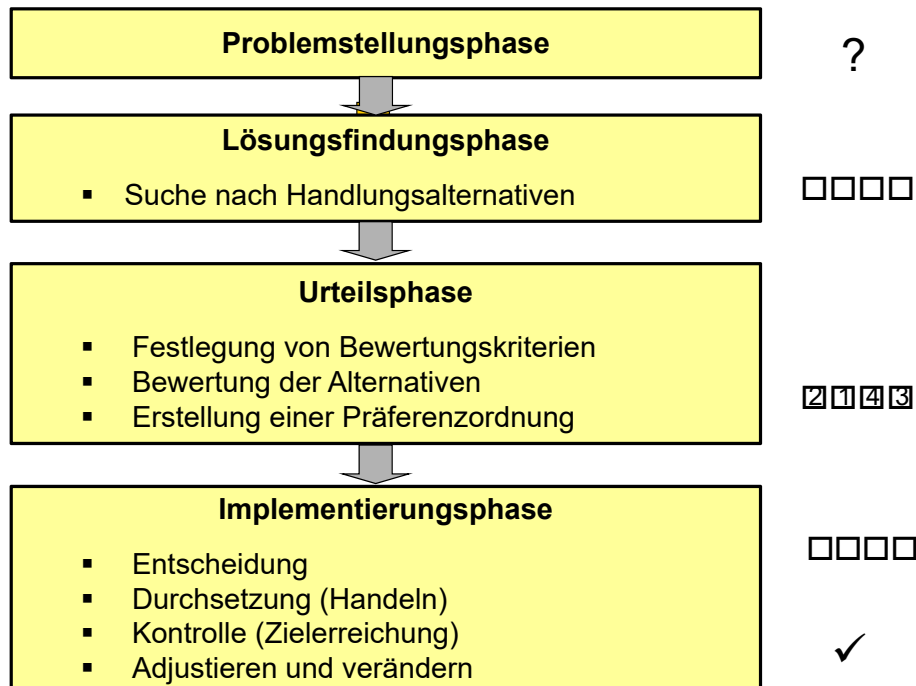 Problemstellungsphase
?
Lösungsfindungsphase
▪ Suche nach Handlungsalternativen
□□□□
Urteilsphase
▪ Festlegung von Bewertungskriterien
▪ Bewertung der Alternativen
▪ Erstellung einer Präferenzordnung
2 1 4 3
Implementierungsphase
▪ Entscheidung
□□□□
▪ Durchsetzung (Handeln)
▪ Kontrolle (Zielerreichung)
▪ Adjustieren und verändern
✓